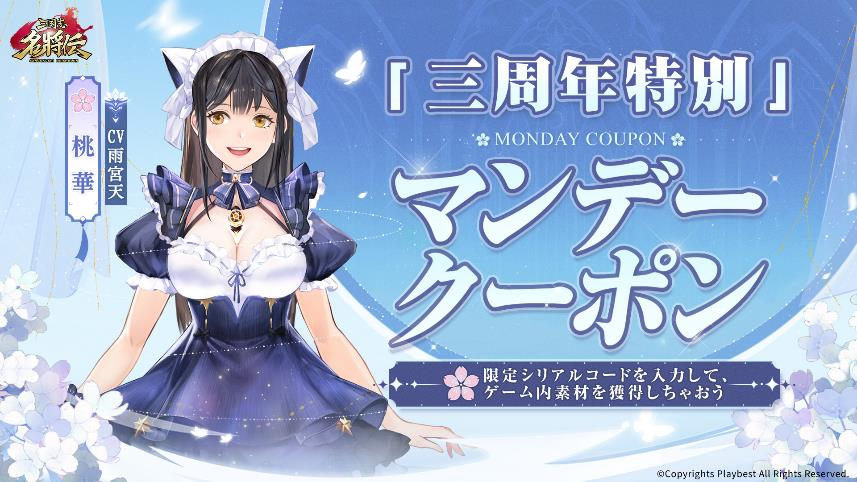 三国志
名将伝
桃華
CV雨宮天
「三周年特別」
MONDAY COUPON
マンデー
クーポン
限定シリアルコードを入力して、
ゲーム内素材を獲得しちゃおう
©Copyrights Playbest All Rights Reserved.